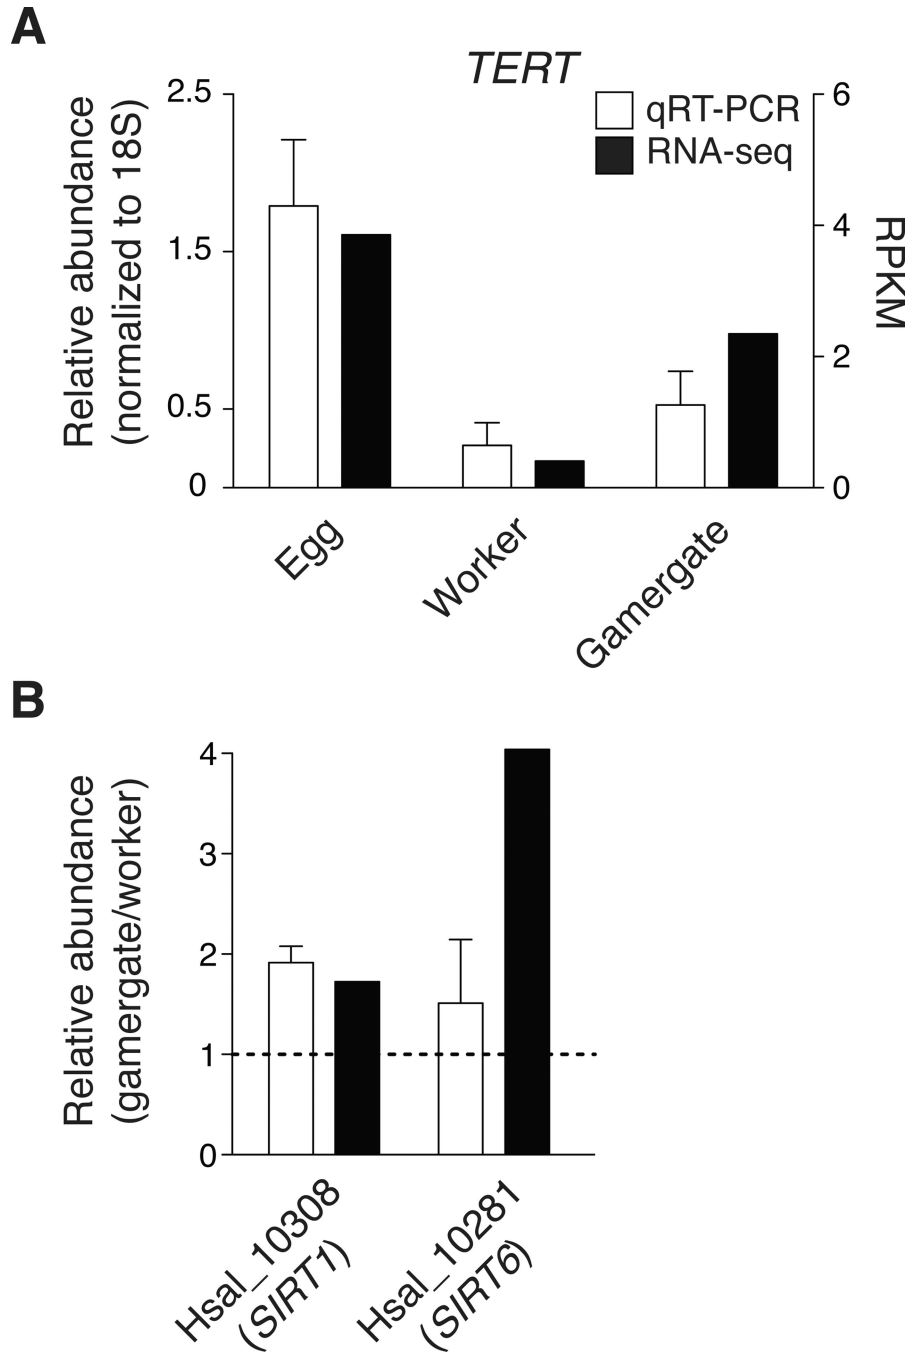 A
TERT
Relative abundance
(normalized to 18S)
2.5
1.5
0.5
0
qRT-PCR
RNA-seq
6
4
2
0
RPKM
Egg
Worker
Gamergate
B
Relative abundance
(gamergate/worker)
4
3
2
1
0
Hsal_10308
(SIRT1)
Hsal_10281
(SIRT6)